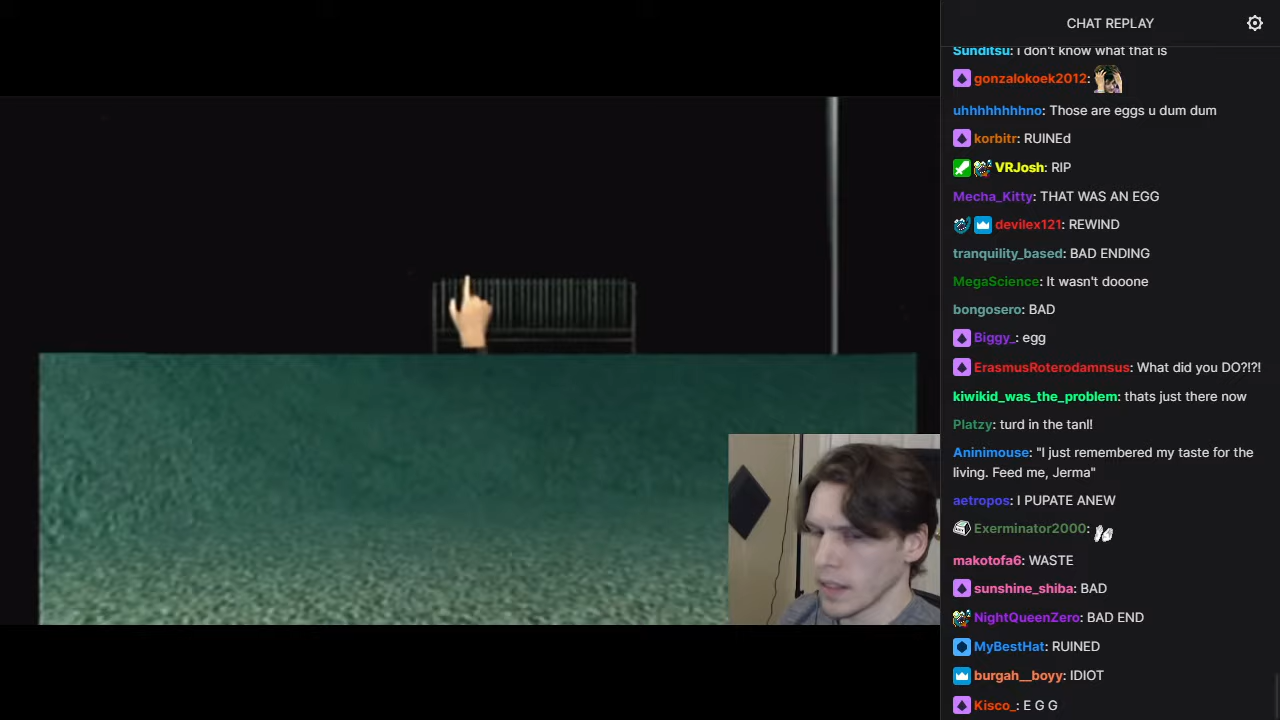 CHAT REPLAY
Sunditsu: I don't know what that is
gonzalokoek2012:
uhhhhhhhno: Those are eggs u dum dum
korbitr: RUINEd
VRJosh: RIP
Mecha_Kitty: THAT WAS AN EGG
devilex121: REWIND
tranquility_based: BAD ENDING
MegaScience: It wasn't dooone
bongosero: BAD
Biggy_: egg
ErasmusRoterodamnsus: What did you DO?!?!
kiwikid_was_the_problem: thats just there now
Platzy: turd in the tanl!
Aninimouse: "I just remembered my taste for the
living. Feed me, Jerma"
aetropos: I PUPATE ANEW
Exerminator2000:
makotofa6: WASTE
sunshine_shiba: BAD
NightQueenZero: BAD END
MyBestHat: RUINED
burgah__boyy: IDIOT
Kisco_: E G G